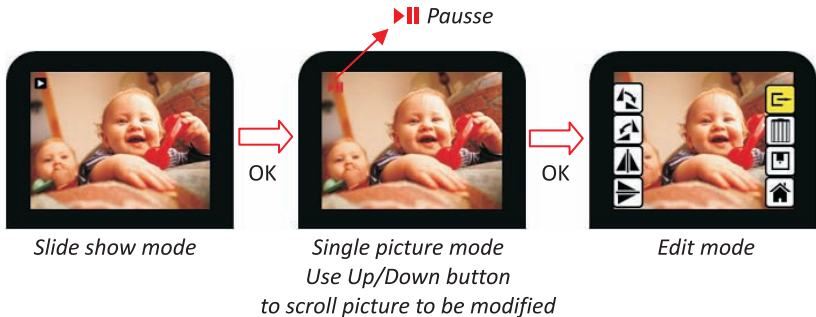 Pausse
OK
OK
Slide show mode
Single picture mode
Use Up/Down button
to scroll picture to be modified
Edit mode